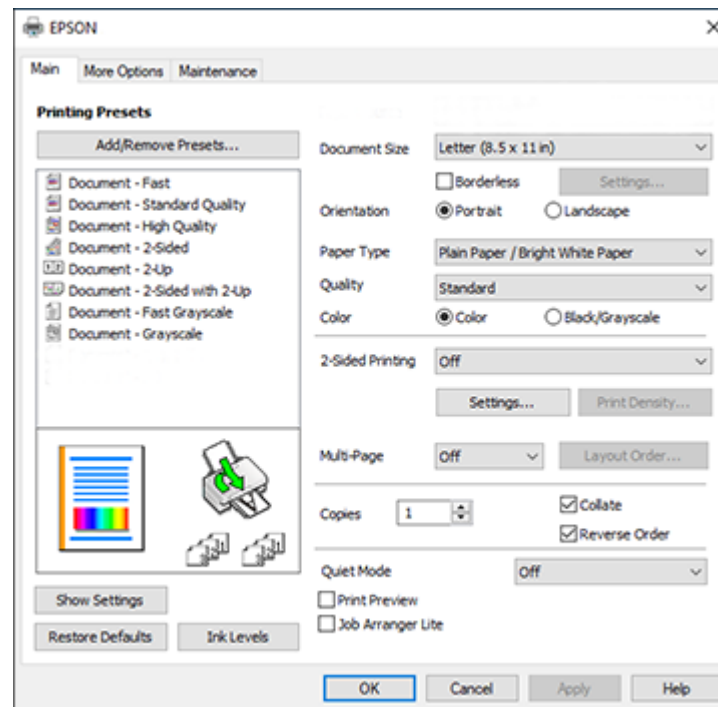 EPSON
Main
More Options
Maintenance
Printing Presets
Add/Remove Presets...
Document - Fast
Document - Standard Quality
Document - High Quality
Document - 2-Sided
Document - 2-Up
Document - 2-Sided with 2-Up
Document - Fast Grayscale
Document - Grayscale
Show Settings
Restore Defaults
Ink Levels
Document Size
Letter (8.5 x 11 in)
Borderless
Settings...
Orientation
Portrait
Landscape
Paper Type
Plain Paper / Bright White Paper
Quality
Standard
Color
Color
Black/Grayscale
2-Sided Printing
Off
Settings...
Print Density...
Multi-Page
Off
Layout Order...
Copies
1
Collate
Reverse Order
Quiet Mode
Off
Print Preview
Job Arranger Lite
OK
Cancel
Apply
Help